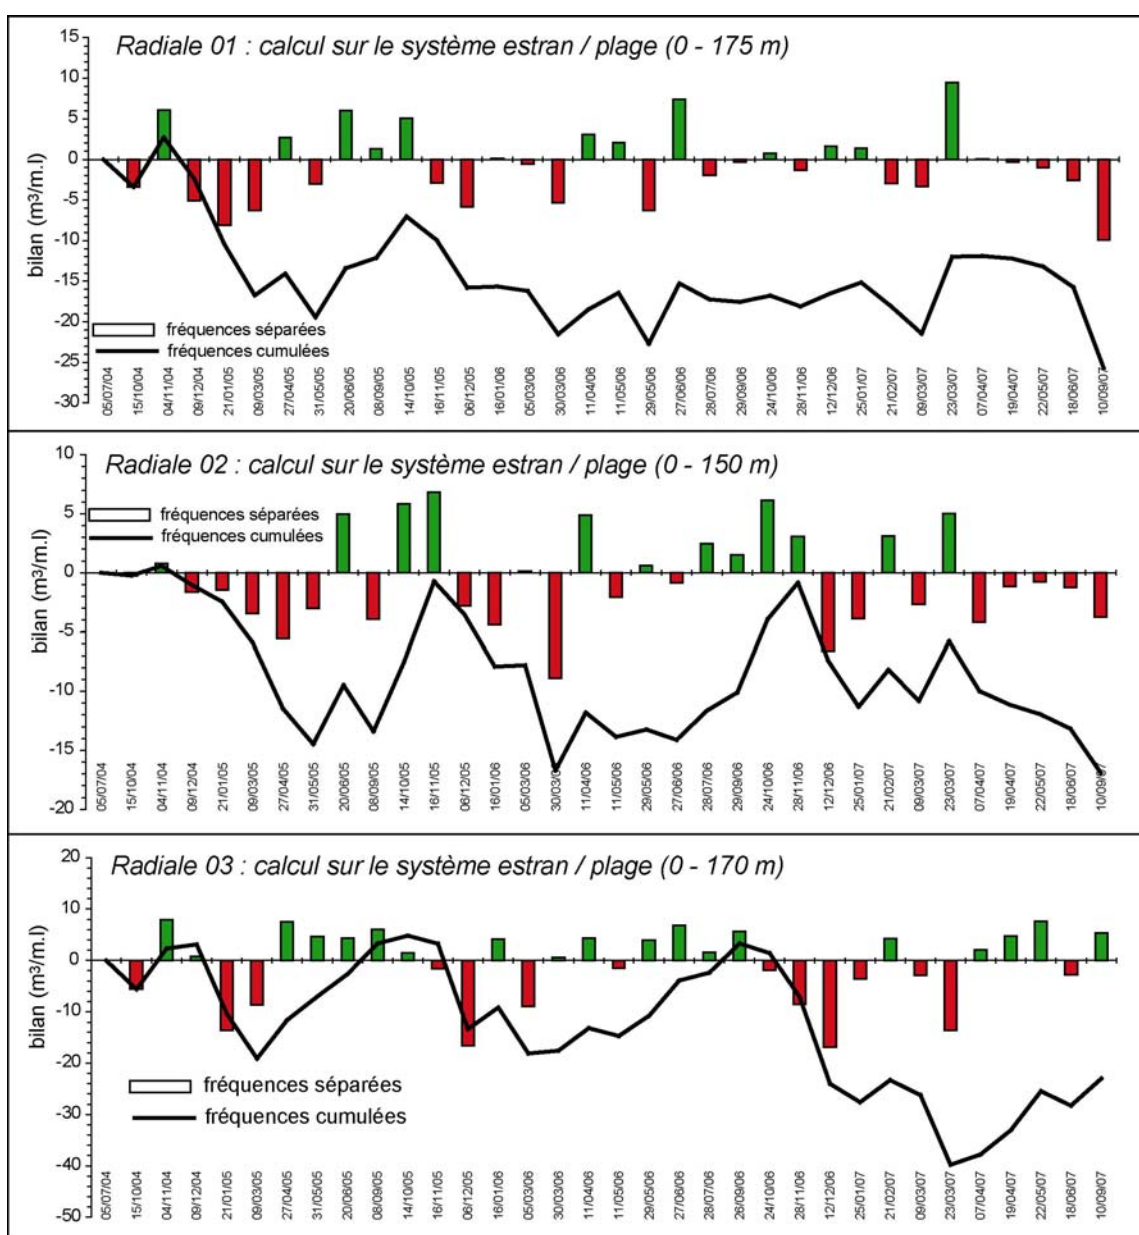 Radiale 01 : calcul sur le système estran / plage (0 - 175 m)
15
10
5
0
-5
-10
-15
-20
-25
-30
bilan (m³/m.l)
fréquences séparées
fréquences cumulées
05/07/04 15/10/04 04/11/04 09/12/04 21/01/05 09/03/05 27/04/05 31/05/05 20/06/05 08/09/05 14/10/05 16/11/05 06/12/05 16/01/06 05/03/06 30/03/06 11/04/06 11/05/06 29/05/06 27/06/06 28/07/06 29/09/06 24/10/06 28/11/06 12/12/06 25/01/07 21/02/07 09/03/07 23/03/07 07/04/07 19/04/07 22/05/07 18/06/07 10/09/07
Radiale 02 : calcul sur le système estran / plage (0 - 150 m)
10
5
0
-5
-10
-15
-20
bilan (m³/m.l)
fréquences séparées
fréquences cumulées
05/07/04 15/10/04 04/11/04 09/12/04 21/01/05 09/03/05 27/04/05 31/05/05 20/06/05 08/09/05 14/10/05 16/11/05 06/12/05 16/01/06 05/03/06 30/03/06 11/04/06 11/05/06 29/05/06 27/06/06 28/07/06 29/09/06 24/10/06 28/11/06 12/12/06 25/01/07 21/02/07 09/03/07 23/03/07 07/04/07 19/04/07 22/05/07 18/06/07 10/09/07
Radiale 03 : calcul sur le système estran / plage (0 - 170 m)
20
10
0
-10
-20
-30
-40
-50
bilan (m³/m.l)
fréquences séparées
fréquences cumulées
05/07/04 15/10/04 04/11/04 09/12/04 21/01/05 09/03/05 27/04/05 31/05/05 20/06/05 08/09/05 14/10/05 16/11/05 06/12/05 16/01/06 05/03/06 30/03/06 11/04/06 11/05/06 29/05/06 27/06/06 28/07/06 26/09/06 24/10/06 28/11/06 12/12/06 25/01/07 21/02/07 09/03/07 23/03/07 07/04/07 19/04/07 22/05/07 18/06/07 10/09/07